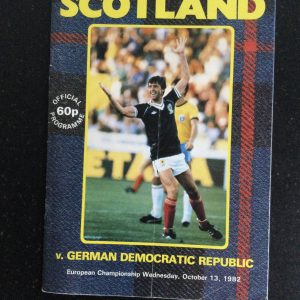 SCOTLAND
OFFICIAL
60p
PROGRAMME
v. GERMAN DEMOCRATIC REPUBLIC
European Championship Wednesday, October 13, 1982